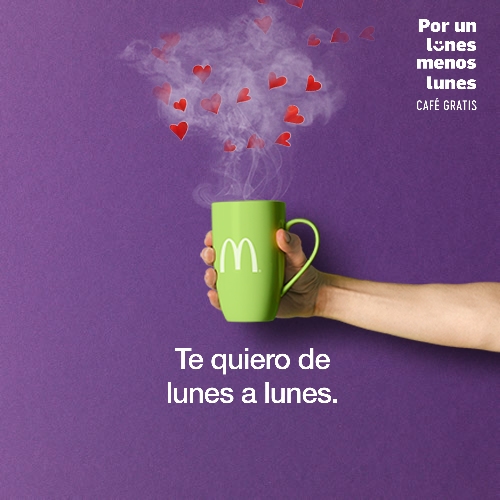 Por un
lunes
menos
lunes
CAFÉ GRATIS
M
Te quiero de
lunes a lunes.